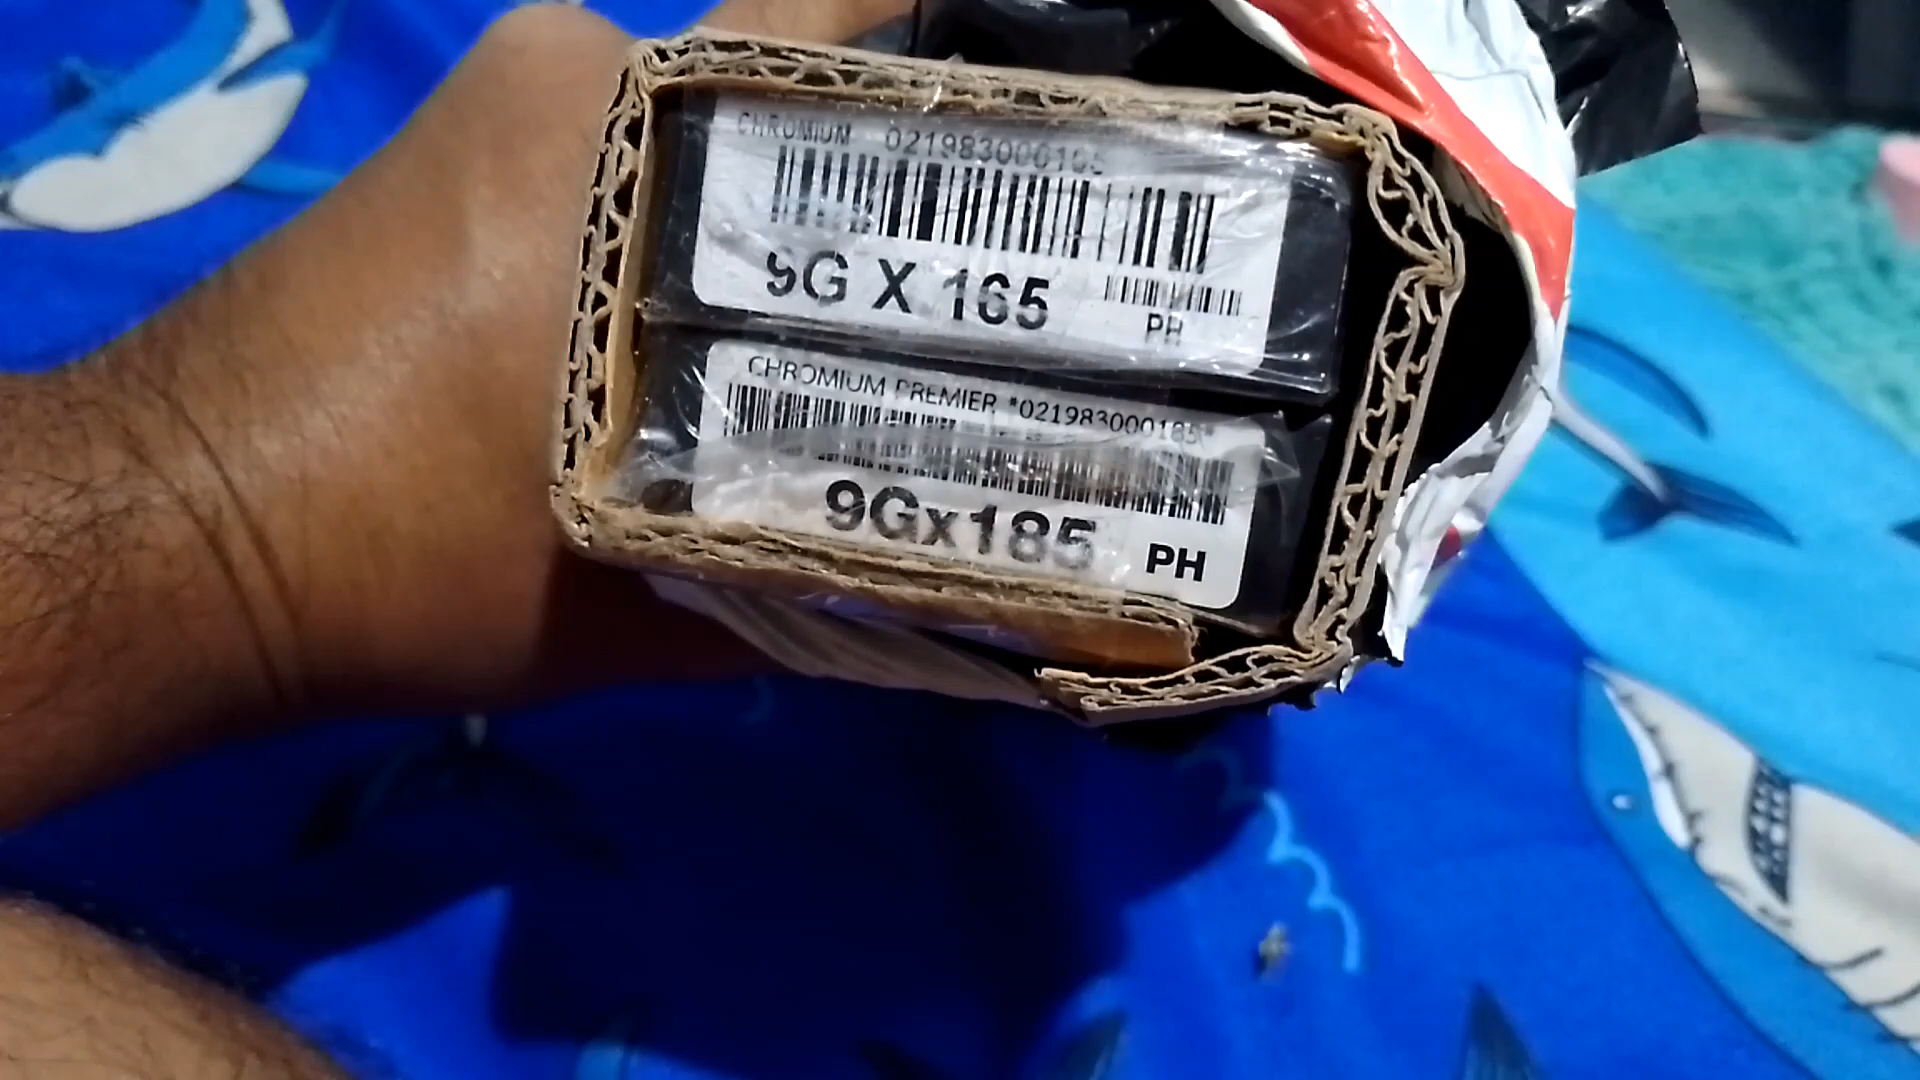 CHROMIUM 021983000165
9G X 165
PH
CHROMIUM PREMIER *021983000185*
9Gx185
PH